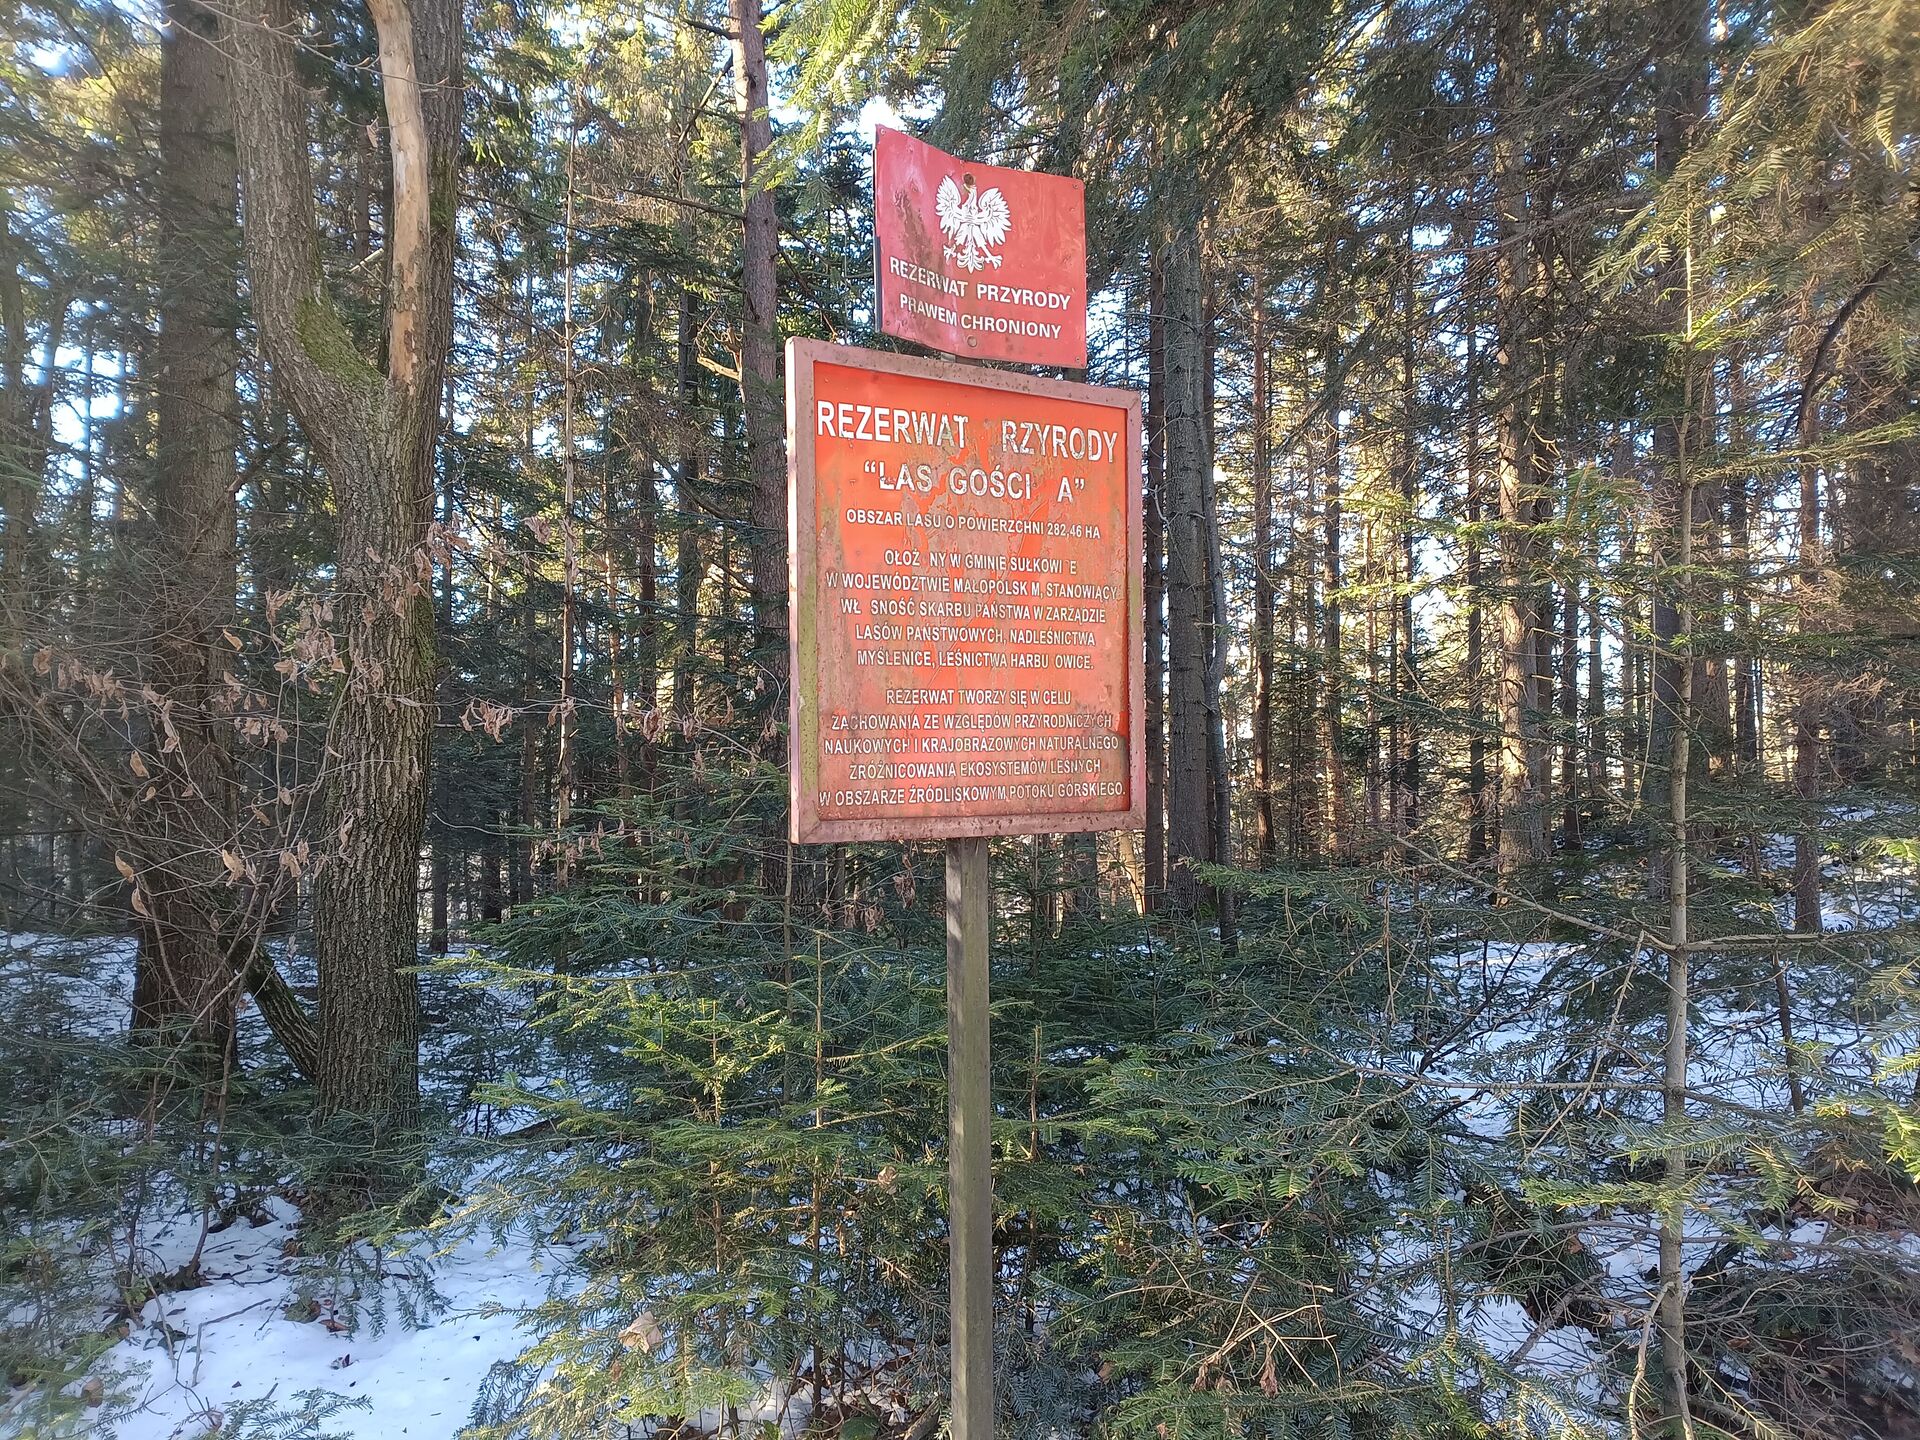 REZERWAT PRZYRODY
PRAWEM CHRONIONY
REZERWAT RZYRODY
“LAS GOŚCI A”
OBSZAR LASU O POWIERZCHNI 282,46 HA
OŁOŻ NY W GMINIE SUŁKOWI E
W WOJEWÓDZTWIE MAŁOPOLSK M, STANOWIĄCY
WŁ SNOŚĆ SKARBU PAŃSTWA W ZARZĄDZIE
LASÓW PAŃSTWOWYCH, NADLEŚNICTWA
MYŚLENICE, LEŚNICTWA HARBU OWICE.
REZERWAT TWORZY SIĘ W CELU
ZACHOWANIA ZE WZGLĘDÓW PRZYRODNICZYCH
NAUKOWYCH I KRAJOBRAZOWYCH NATURALNEGO
ZRÓŻNICOWANIA EKOSYSTEMÓW LEŚNYCH
W OBSZARZE ŹRÓDLISKOWYM POTOKU GÓRSKIEGO.